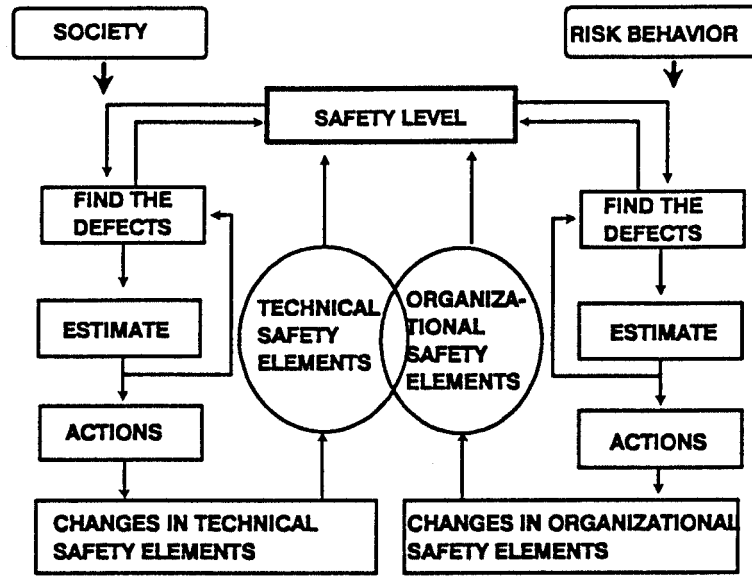 SOCIETY
RISK BEHAVIOR
SAFETY LEVEL
FIND THE
DEFECTS
FIND THE
DEFECTS
TECHNICAL
SAFETY
ELEMENTS
ORGANIZA-
TIONAL
SAFETY
ELEMENTS
ESTIMATE
ESTIMATE
ACTIONS
ACTIONS
CHANGES IN TECHNICAL
SAFETY ELEMENTS
CHANGES IN ORGANIZATIONAL
SAFETY ELEMENTS